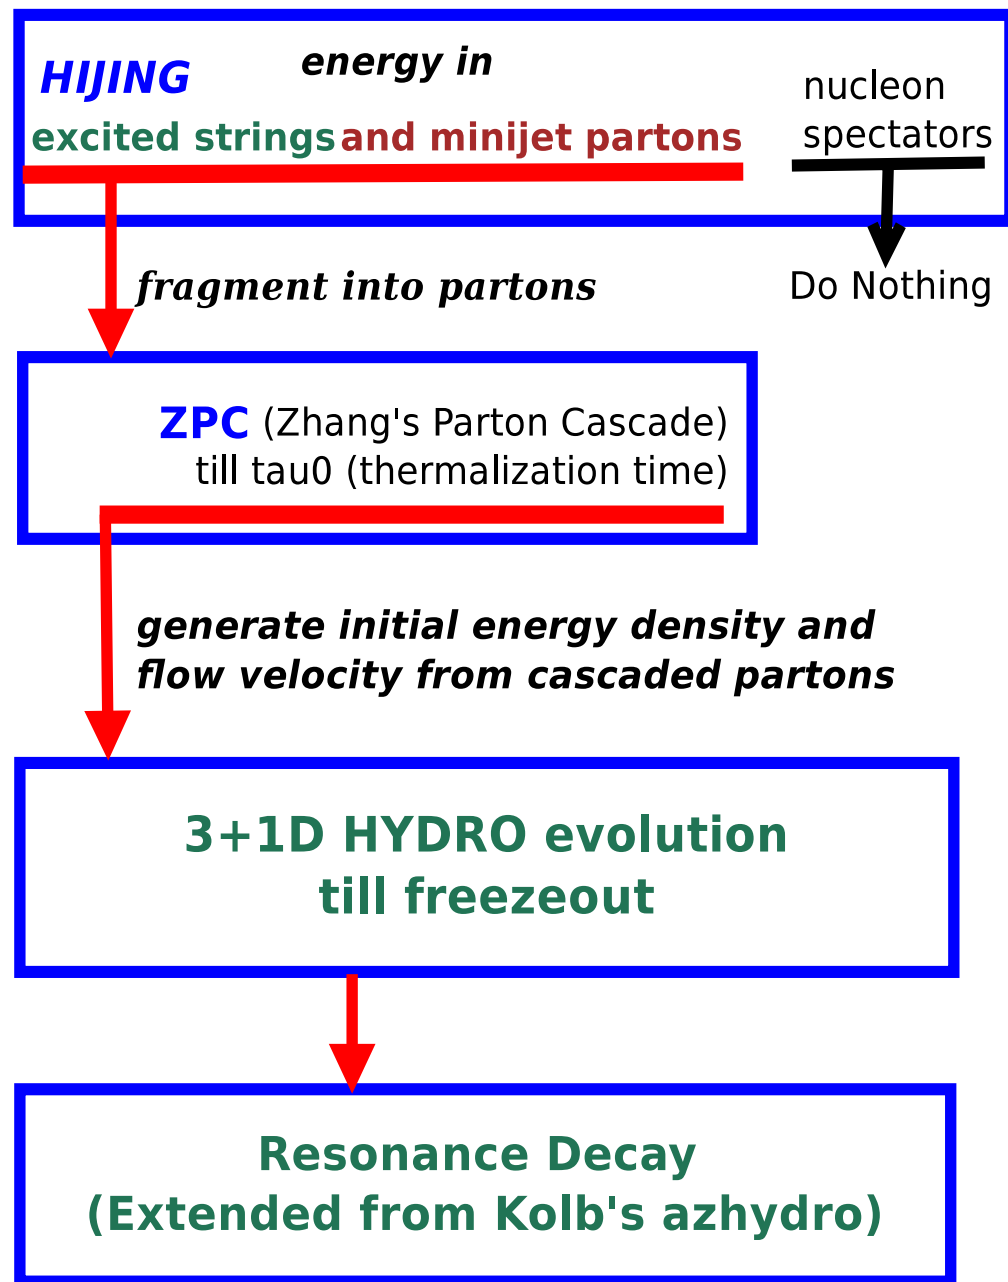 HIJING energy in
excited strings and minijet partons
nucleon
spectators
fragment into partons
Do Nothing
ZPC (Zhang's Parton Cascade)
till tau0 (thermalization time)
generate initial energy density and
flow velocity from cascaded partons
3+1D HYDRO evolution
till freezeout
Resonance Decay
(Extended from Kolb's azhydro)